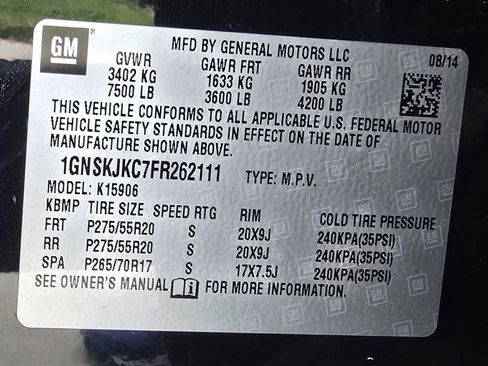 GM
MFD BY GENERAL MOTORS LLC
08/14
GVWR GAWR FRT GAWR RR
3402 KG 1633 KG 1905 KG
7500 LB 3600 LB 4200 LB
THIS VEHICLE CONFORMS TO ALL APPLICABLE U.S. FEDERAL MOTOR
VEHICLE SAFETY STANDARDS IN EFFECT ON THE DATE OF
MANUFACTURE SHOWN ABOVE.
1GNSKJKC7FR262111 TYPE: M.P.V.
MODEL: K15906
KBMP TIRE SIZE SPEED RTG RIM COLD TIRE PRESSURE
FRT P275/55R20 S 20X9J 240KPA(35PSI)
RR P275/55R20 S 20X9J 240KPA(35PSI)
SPA P265/70R17 S 17X7.5J 240KPA(35PSI)
SEE OWNER'S MANUAL FOR MORE INFORMATION.